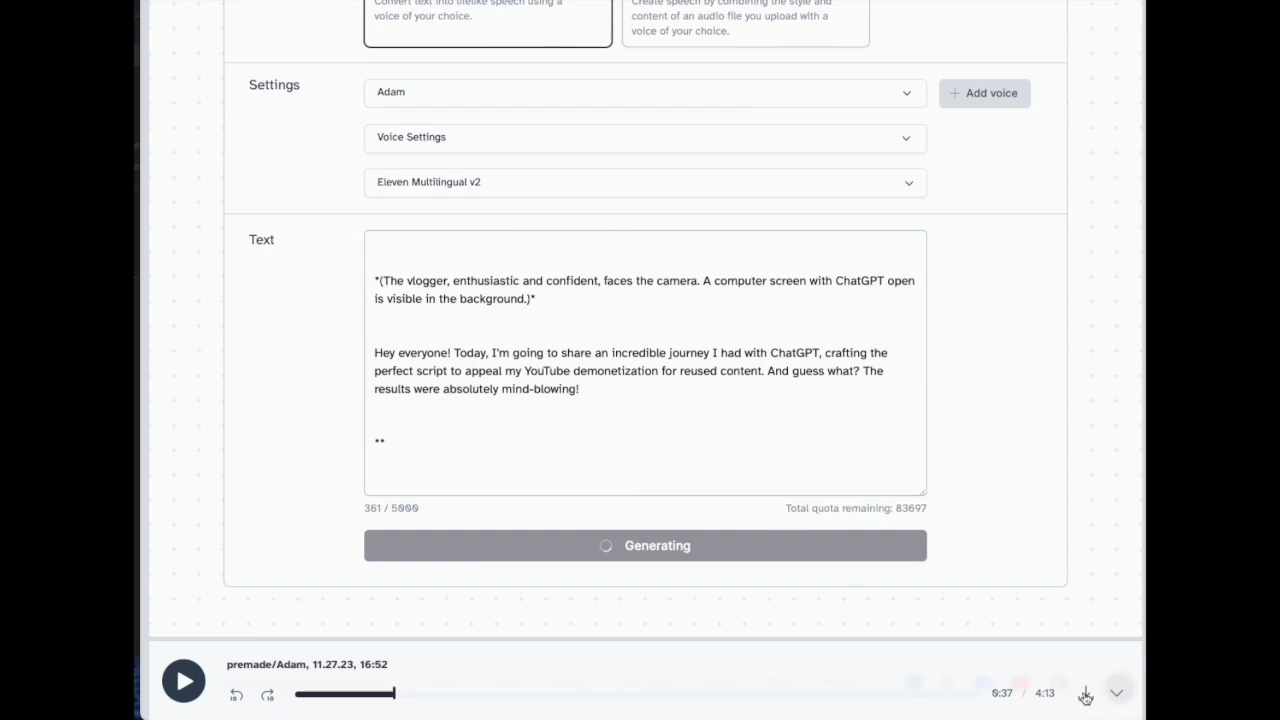 Convert text into lifelike speech using a
voice of your choice.
Create speech by combining the style and
content of an audio file you upload with a
voice of your choice.
Settings
Adam
+ Add voice
Voice Settings
Eleven Multilingual v2
Text
*(The vlogger, enthusiastic and confident, faces the camera. A computer screen with ChatGPT open
is visible in the background.)*
Hey everyone! Today, I'm going to share an incredible journey I had with ChatGPT, crafting the
perfect script to appeal my YouTube demonetization for reused content. And guess what? The
results were absolutely mind-blowing!
**
361 / 5000
Total quota remaining: 83697
Generating
premade/Adam, 11.27.23, 16:52
10
10
0:37 / 4:13